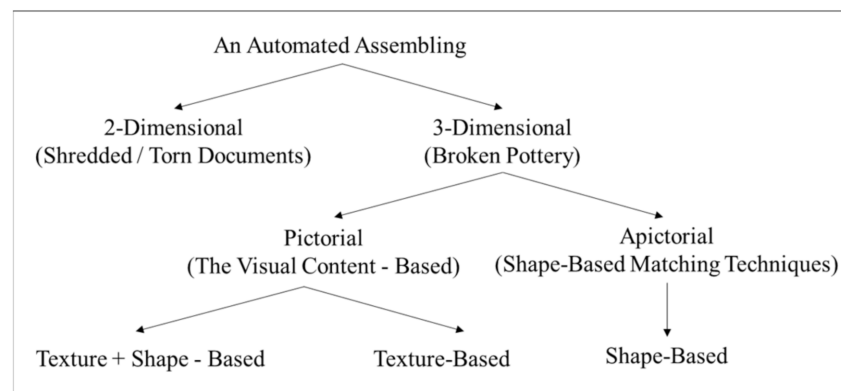 An Automated Assembling
2-Dimensional
(Shredded / Torn Documents)
3-Dimensional
(Broken Pottery)
Pictorial
(The Visual Content - Based)
Apictorial
(Shape-Based Matching Techniques)
Texture + Shape - Based
Texture-Based
Shape-Based